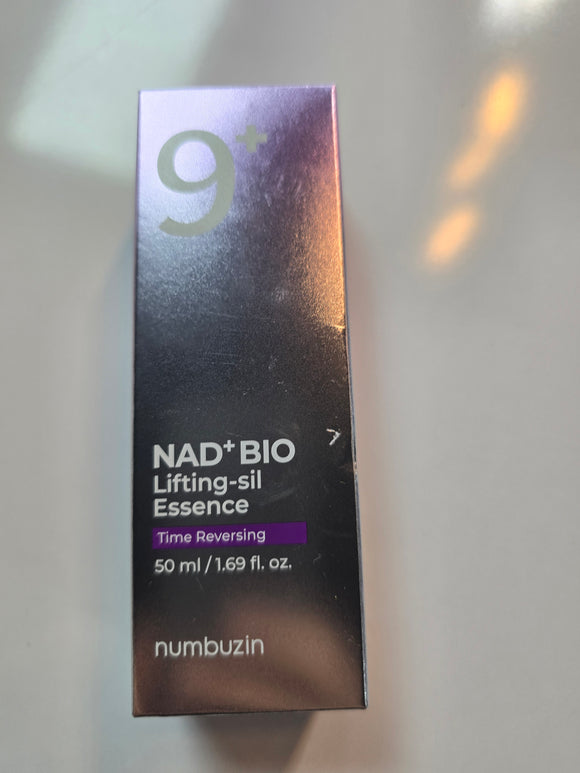 9+
NAD+ BIO
Lifting-sil
Essence
Time Reversing
50 ml / 1.69 fl. oz.
numbuzin